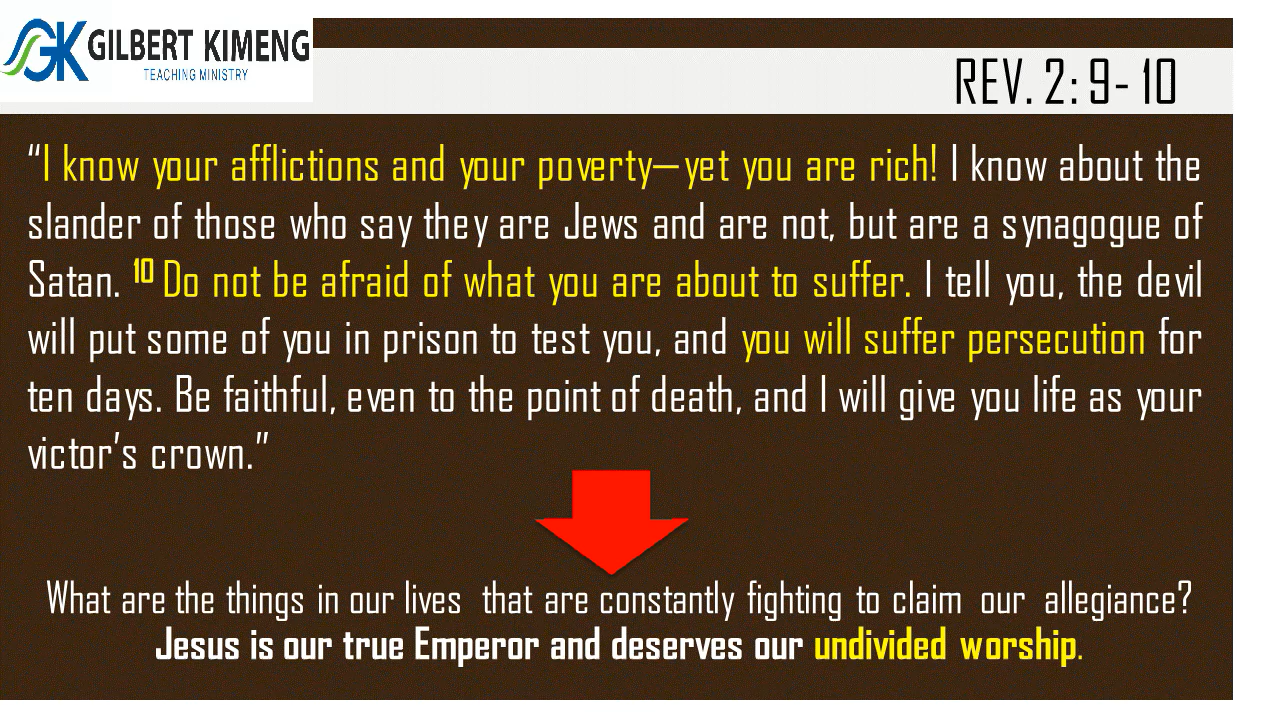 GK GILBERT KIMENG
TEACHING MINISTRY
REV. 2: 9- 10
“I know your afflictions and your poverty—yet you are rich! I know about the
slander of those who say they are Jews and are not, but are a synagogue of
Satan. ¹⁰ Do not be afraid of what you are about to suffer. I tell you, the devil
will put some of you in prison to test you, and you will suffer persecution for
ten days. Be faithful, even to the point of death, and I will give you life as your
victor’s crown.”
What are the things in our lives that are constantly fighting to claim our allegiance?
Jesus is our true Emperor and deserves our undivided worship.